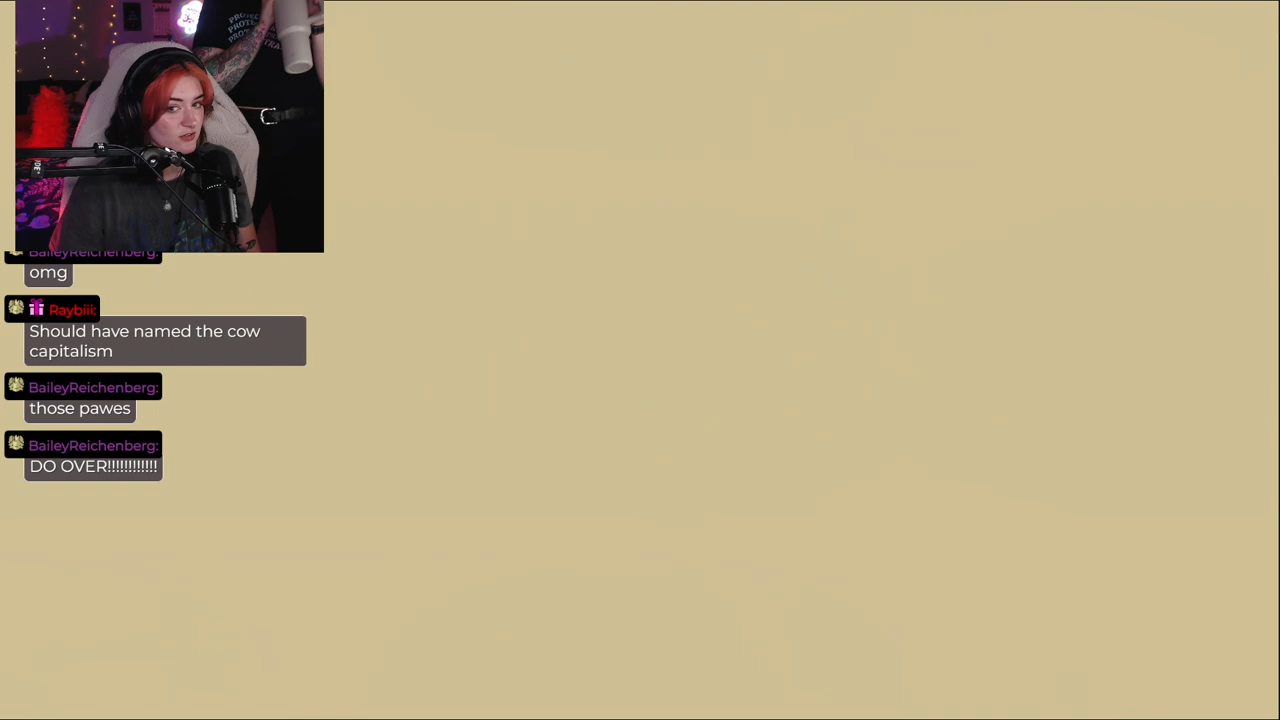 BaileyReichenberg:
omg
Raybiii:
Should have named the cow
capitalism
BaileyReichenberg:
those pawes
BaileyReichenberg:
DO OVER!!!!!!!!!!!!